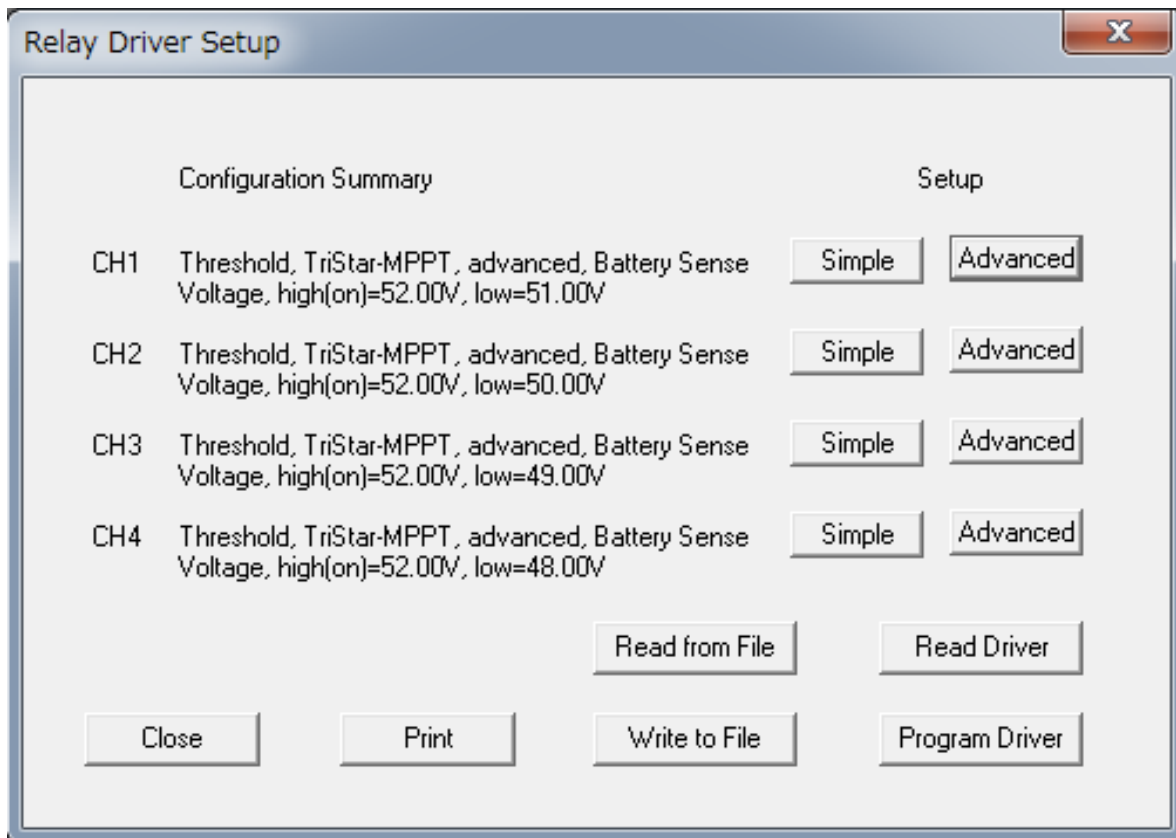 Relay Driver Setup
X
Configuration Summary Setup
CH1 Threshold, TriStar-MPPT, advanced, Battery Sense Simple Advanced
Voltage, high(on)=52.00V, low=51.00V
CH2 Threshold, TriStar-MPPT, advanced, Battery Sense Simple Advanced
Voltage, high(on)=52.00V, low=50.00V
CH3 Threshold, TriStar-MPPT, advanced, Battery Sense Simple Advanced
Voltage, high(on)=52.00V, low=49.00V
CH4 Threshold, TriStar-MPPT, advanced, Battery Sense Simple Advanced
Voltage, high(on)=52.00V, low=48.00V
Read from File Read Driver
Close Print Write to File Program Driver